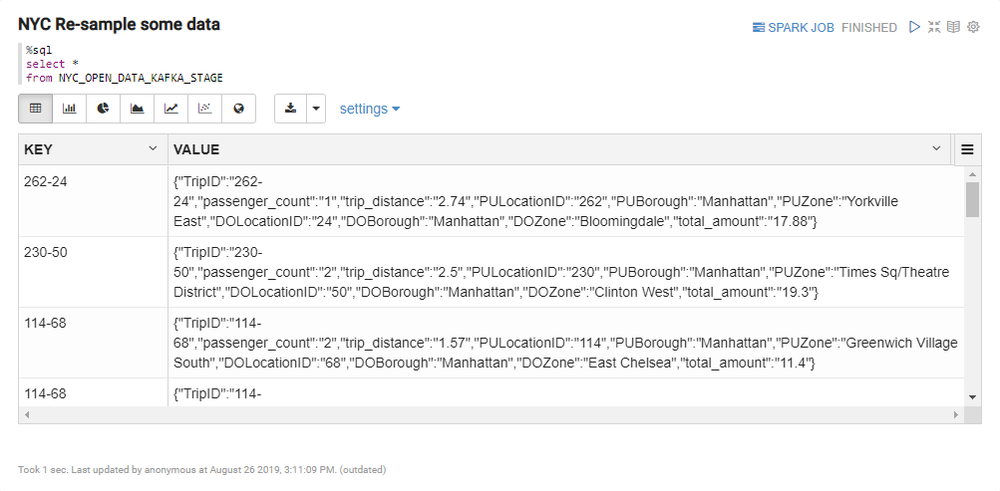 NYC Re-sample some data
SPARK JOB FINISHED
%sql
select *
from NYC_OPEN_DATA_KAFKA_STAGE
settings
KEY VALUE
262-24 {"TripID":"262-
24","passenger_count":"1","trip_distance":"2.74","PULocationID":"262","PUBorough":"Manhattan","PUZone":"Yorkville
East","DOLocationID":"24","DOBorough":"Manhattan","DOZone":"Bloomingdale","total_amount":"17.88"}
230-50 {"TripID":"230-
50","passenger_count":"2","trip_distance":"2.5","PULocationID":"230","PUBorough":"Manhattan","PUZone":"Times Sq/Theatre
District","DOLocationID":"50","DOBorough":"Manhattan","DOZone":"Clinton West","total_amount":"19.3"}
114-68 {"TripID":"114-
68","passenger_count":"2","trip_distance":"1.57","PULocationID":"114","PUBorough":"Manhattan","PUZone":"Greenwich Village
South","DOLocationID":"68","DOBorough":"Manhattan","DOZone":"East Chelsea","total_amount":"11.4"}
114-68 {"TripID":"114-
Took 1 sec. Last updated by anonymous at August 26 2019, 3:11:09 PM. (outdated)